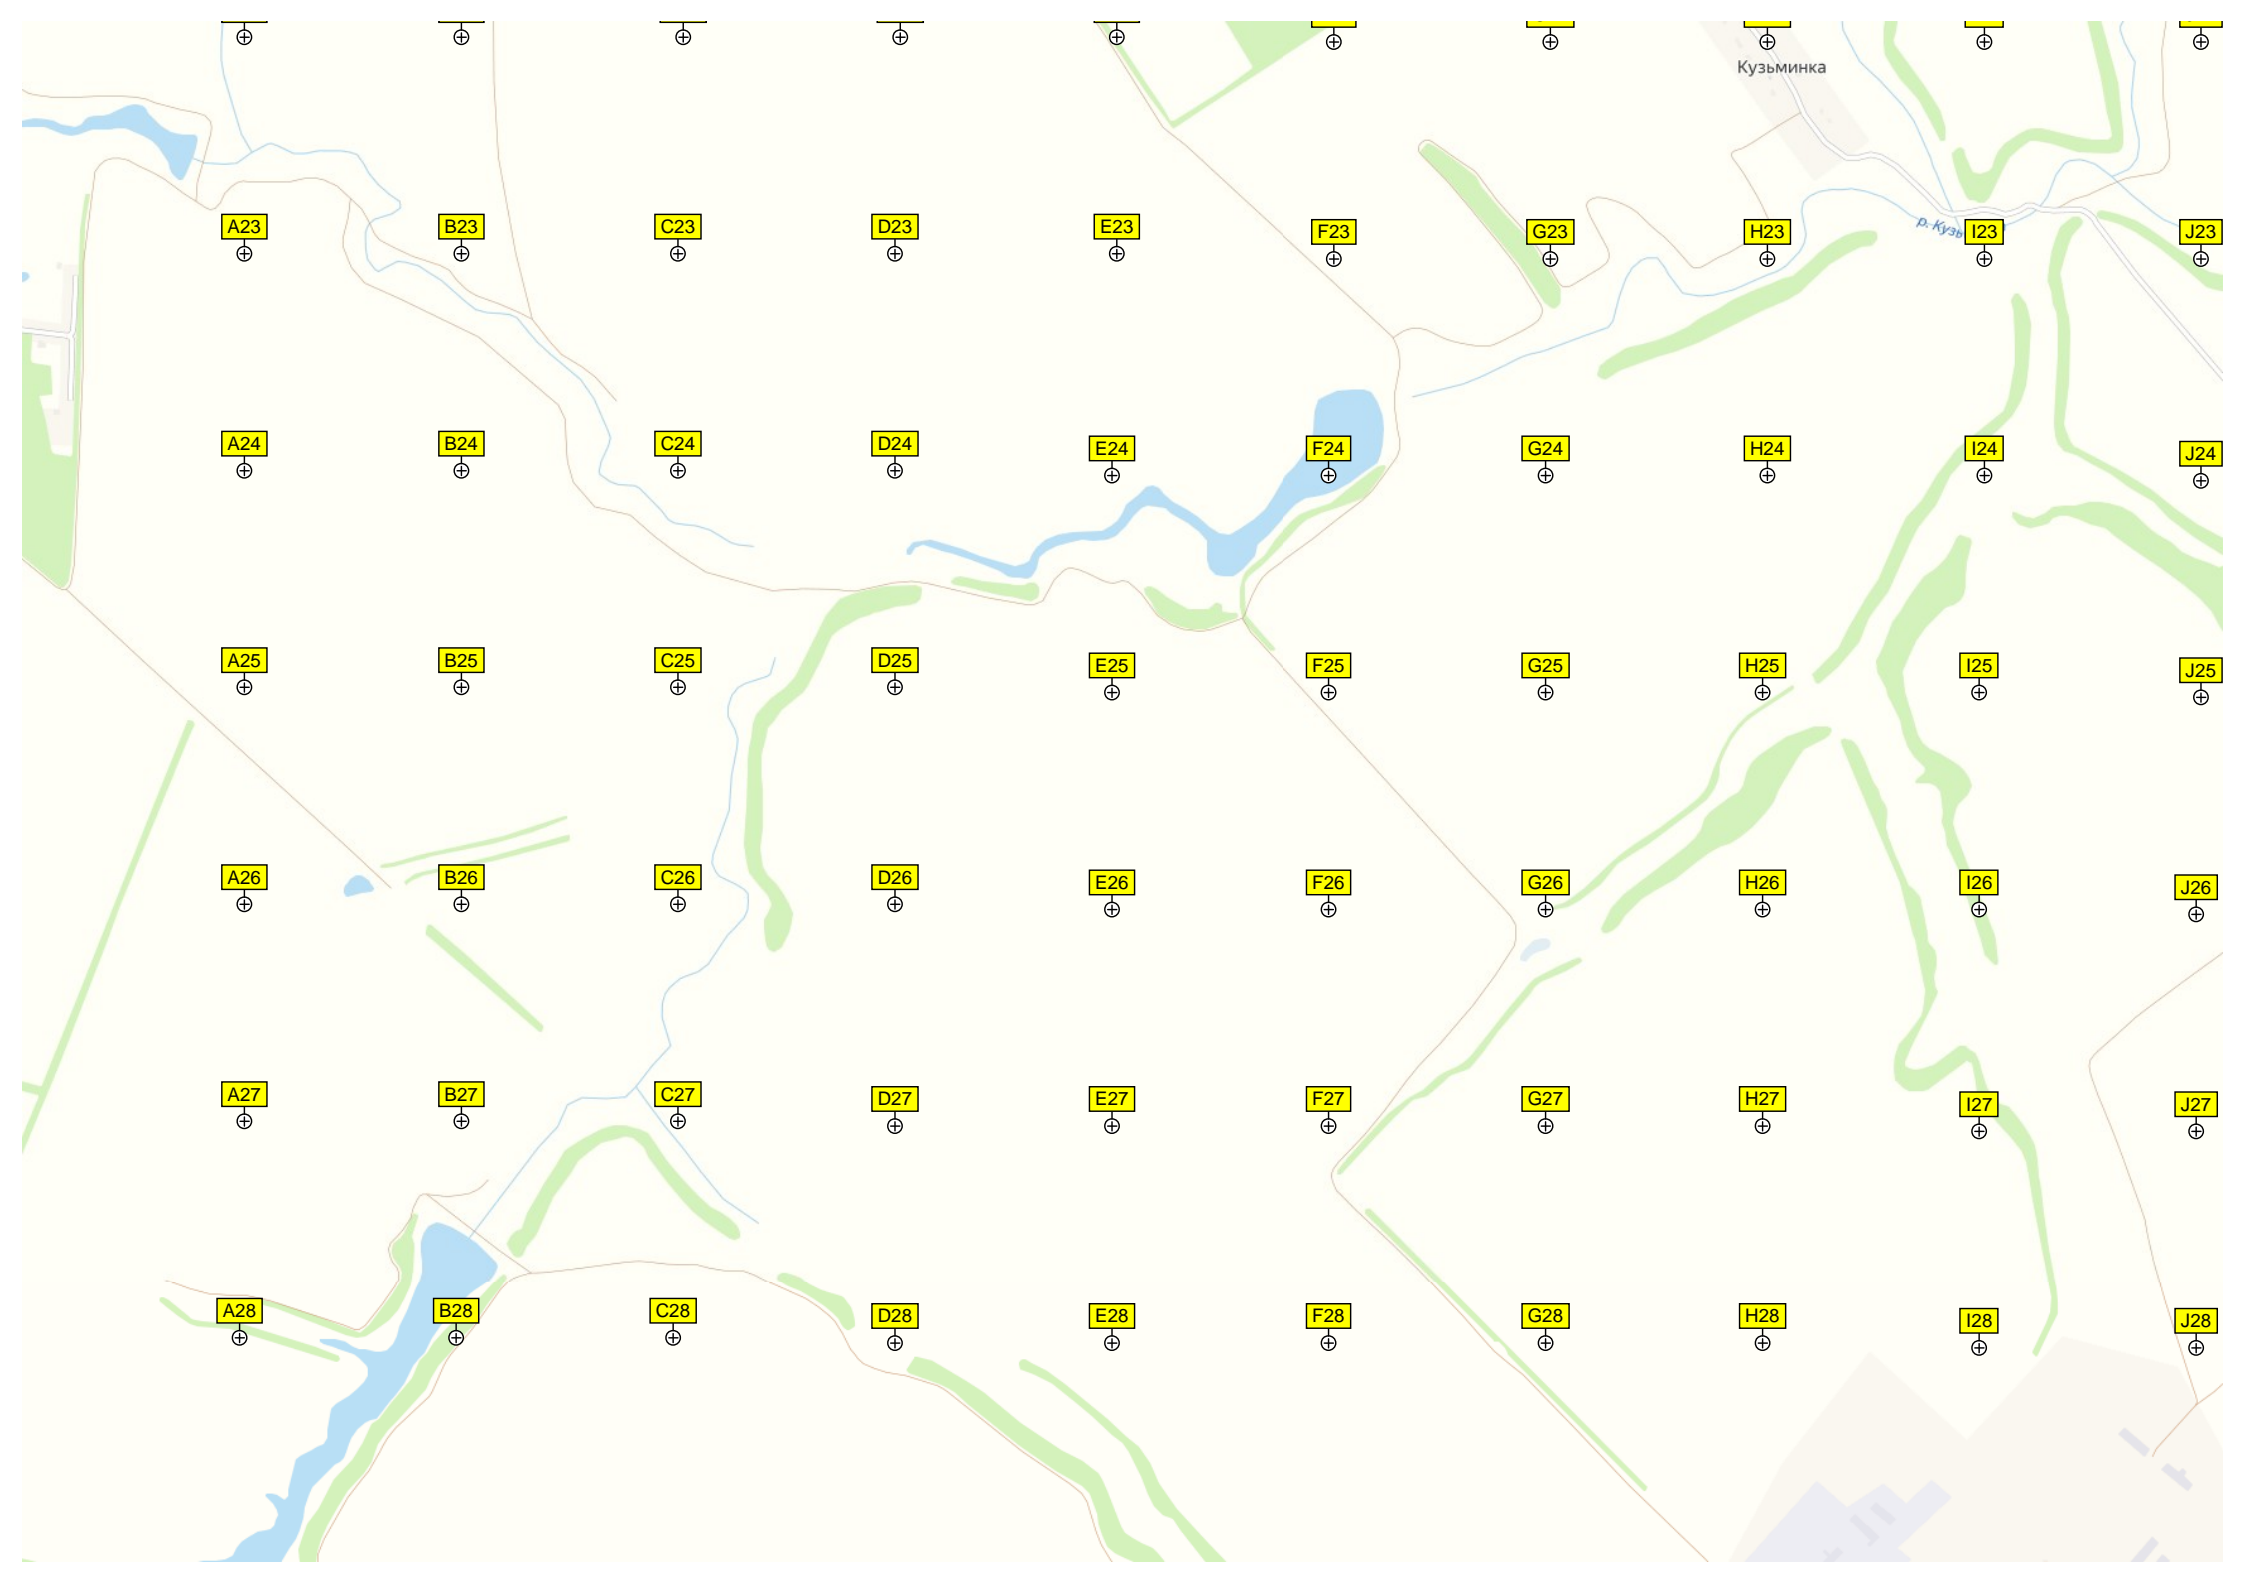 Кузьминка
A23 B23 C23 D23 E23 F23 G23 H23 р. Кузь I23 J23
A24 B24 C24 D24 E24 F24 G24 H24 I24 J24
A25 B25 C25 D25 E25 F25 G25 H25 I25 J25
A26 B26 C26 D26 E26 F26 G26 H26 I26 J26
A27 B27 C27 D27 E27 F27 G27 H27 I27 J27
A28 B28 C28 D28 E28 F28 G28 H28 I28 J28